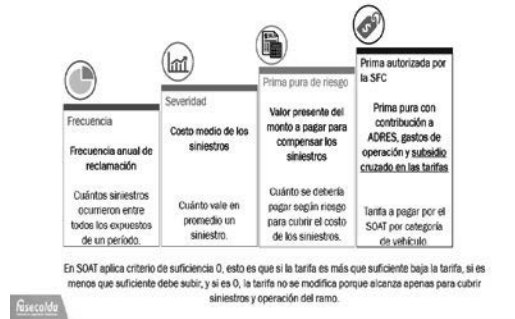 Frecuencia
Frecuencia anual de
reclamación
Cuántos siniestros
ocurrieron entre
todos los expuestos
de un período.
Severidad
Costo medio de los
siniestros
Cuánto vale en
promedio un
siniestro.
Prima pura de riesgo
Valor presente del
monto a pagar para
compensar los
siniestros
Cuánto se debería
pagar según riesgo
para cubrir el costo
de los siniestros.
Prima autorizada por
la SFC
Prima pura con
contribución a
ADRES, gastos de
operación y subsidio
cruzado en las tarifas
Tarifa a pagar por el
SOAT por categoría
de vehículo
En SOAT aplica criterio de suficiencia 0, esto es que si la tarifa es más que suficiente baja la tarifa, si es
menos que suficiente debe subir, y si es 0, la tarifa no se modifica porque alcanza apenas para cubrir
siniestros y operación del ramo.
fasecolda